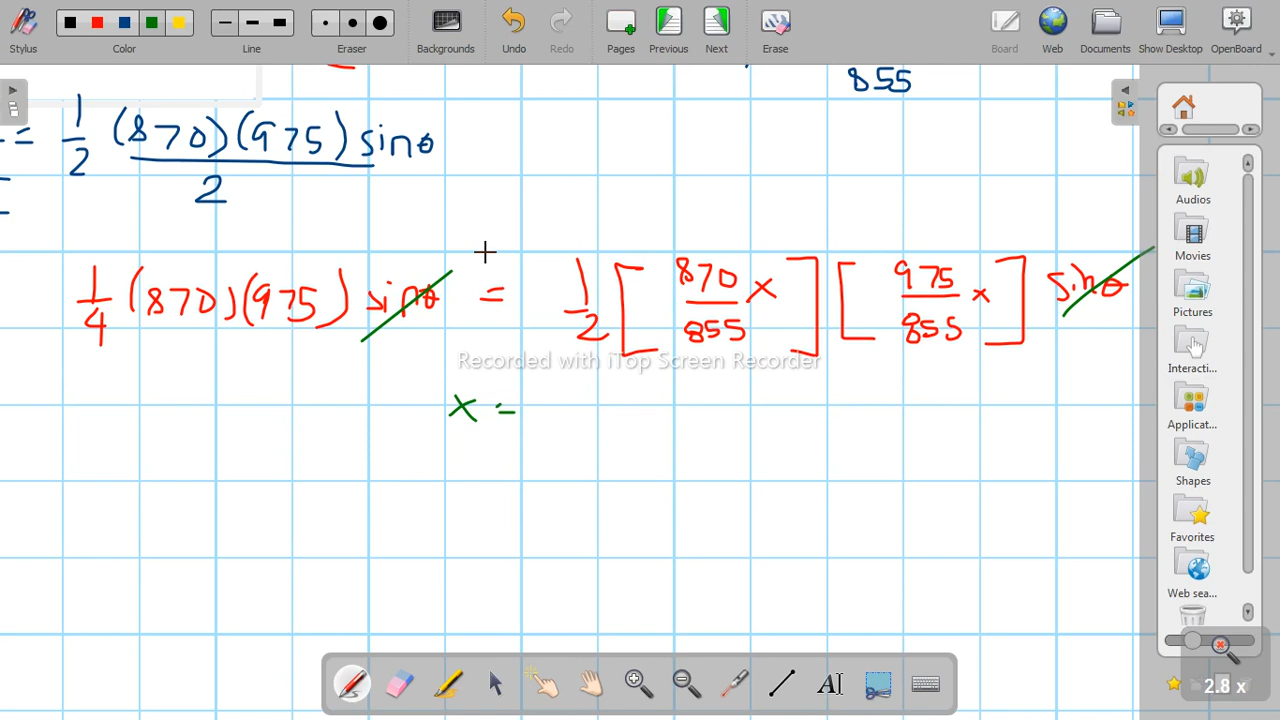 Stylus
Color
Line
Eraser
Backgrounds
Undo
Redo
Pages
Previous
Next
Erase
Board
Web
Documents
Show Desktop
OpenBoard
855
= 1/2 (870)(975) sinθ
2
1/4 (870)(975) sinθ = 1/2 [870/855 x] [975/855 x] sinθ
Recorded with iTop Screen Recorder
x =
Audios
Movies
Pictures
Interacti...
Applicat...
Shapes
Favorites
Web sea...
2.8 x